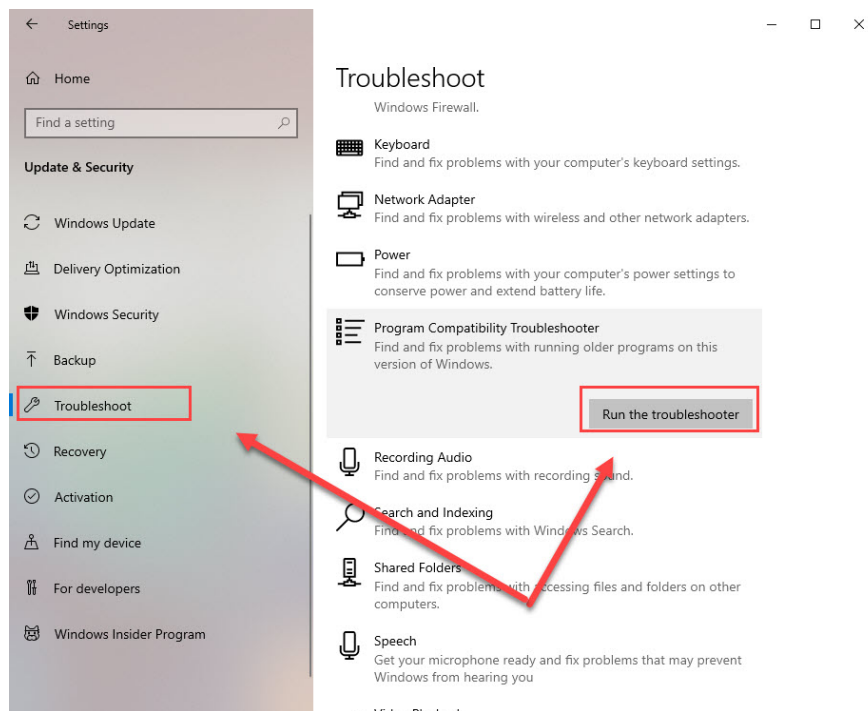 Settings
Home
Find a setting
Update & Security
Windows Update
Delivery Optimization
Windows Security
Backup
Troubleshoot
Recovery
Activation
Find my device
For developers
Windows Insider Program
Troubleshoot
Windows Firewall.
Keyboard
Find and fix problems with your computer's keyboard settings.
Network Adapter
Find and fix problems with wireless and other network adapters.
Power
Find and fix problems with your computer's power settings to
conserve power and extend battery life.
Program Compatibility Troubleshooter
Find and fix problems with running older programs on this
version of Windows.
Run the troubleshooter
Recording Audio
Find and fix problems with recording sound.
Search and Indexing
Find and fix problems with Windows Search.
Shared Folders
Find and fix problems with accessing files and folders on other
computers.
Speech
Get your microphone ready and fix problems that may prevent
Windows from hearing you